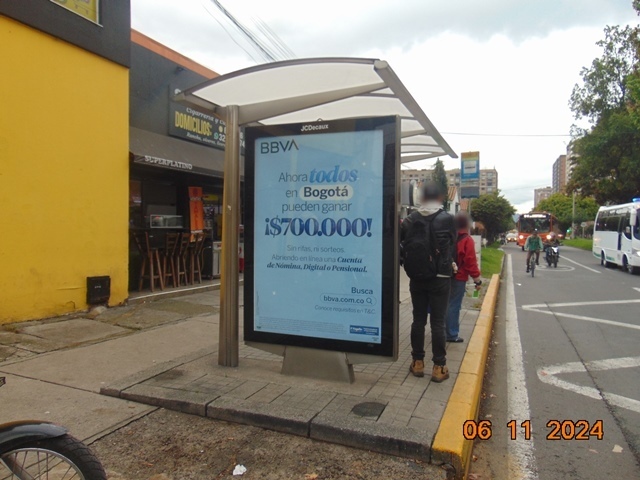 JCDecaux
BBVA
Ahora todos
en Bogotá
pueden ganar
¡$700.000!
Sin rifas, ni sorteos.
Abriendo en línea una Cuenta
de Nómina, Digital o Pensional.
Busca
bbva.com.co
DOMICILIOS:
SUPERPLATINO
06 11 2024